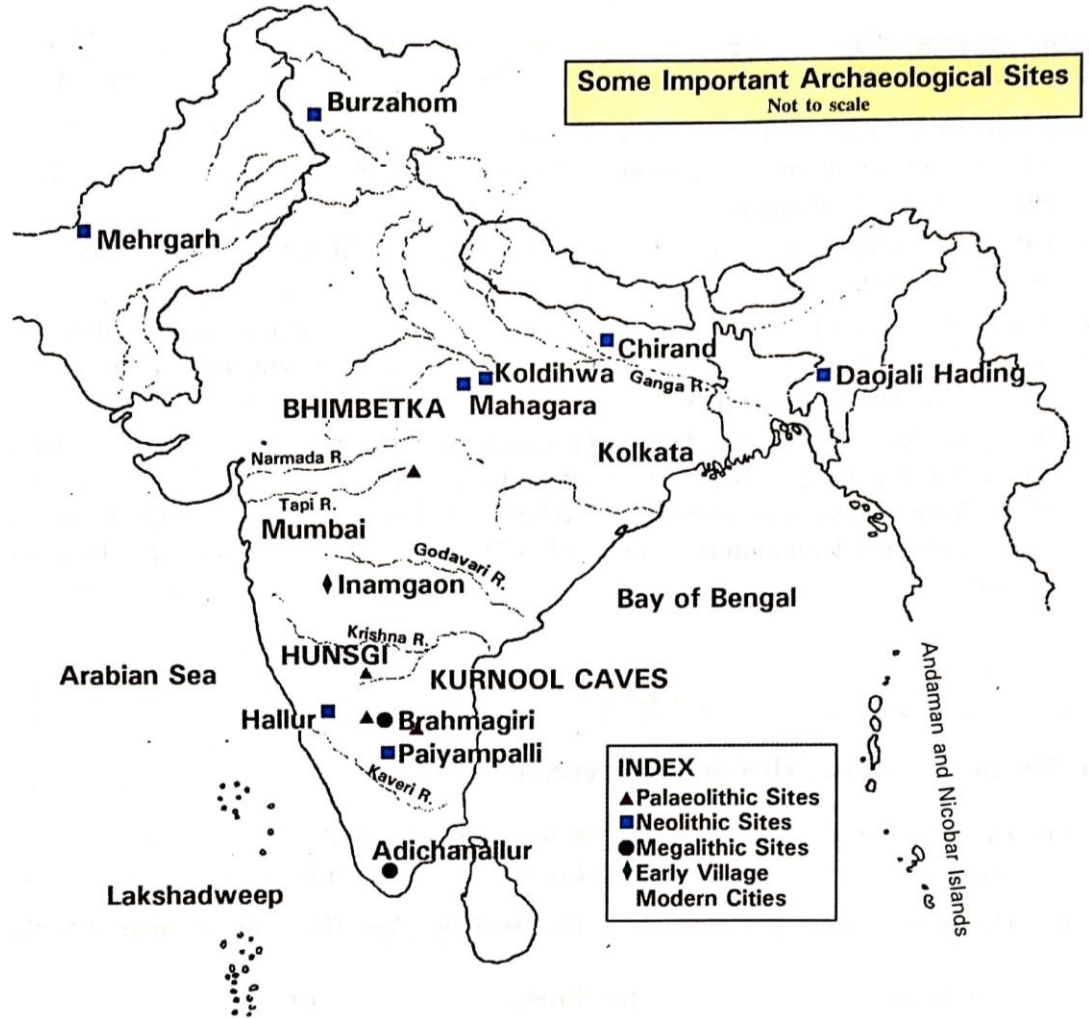 Some Important Archaeological Sites
Not to scale
Burzahom
Mehrgarh
Chirand
Koldihwa
Ganga R.
Daojali Hading
Mahagara
BHIMBETKA
Kolkata
Narmada R.
Tapi R.
Mumbai
Godavari R.
Inamgaon
Bay of Bengal
Krishna R.
HUNSGI
Arabian Sea
KURNOOL CAVES
Hallur
Brahmagiri
Paiyampalli
Kaveri R.
Andaman and Nicobar Islands
INDEX
Palaeolithic Sites
Neolithic Sites
Megalithic Sites
Early Village
Modern Cities
Adichanallur
Lakshadweep